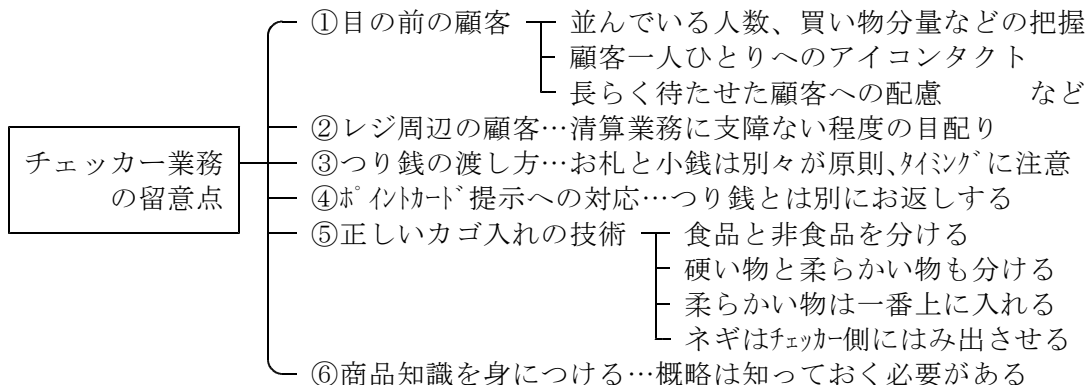 ①目の前の顧客 並んでいる人数、買い物分量などの把握
顧客一人ひとりへのアイコンタクト
長らく待たせた顧客への配慮 など
②レジ周辺の顧客…清算業務に支障ない程度の目配り
チェッカー業務
の留意点
③つり銭の渡し方…お札と小銭は別々が原則、ﾀｲﾐﾝｸﾞに注意
④ﾎﾟｲﾝﾄｶｰﾄﾞ提示への対応…つり銭とは別にお返しする
⑤正しいカゴ入れの技術 食品と非食品を分ける
硬い物と柔らかい物も分ける
柔らかい物は一番上に入れる
ネギはﾁｪｯｶｰ側にはみ出させる
⑥商品知識を身につける…概略は知っておく必要がある